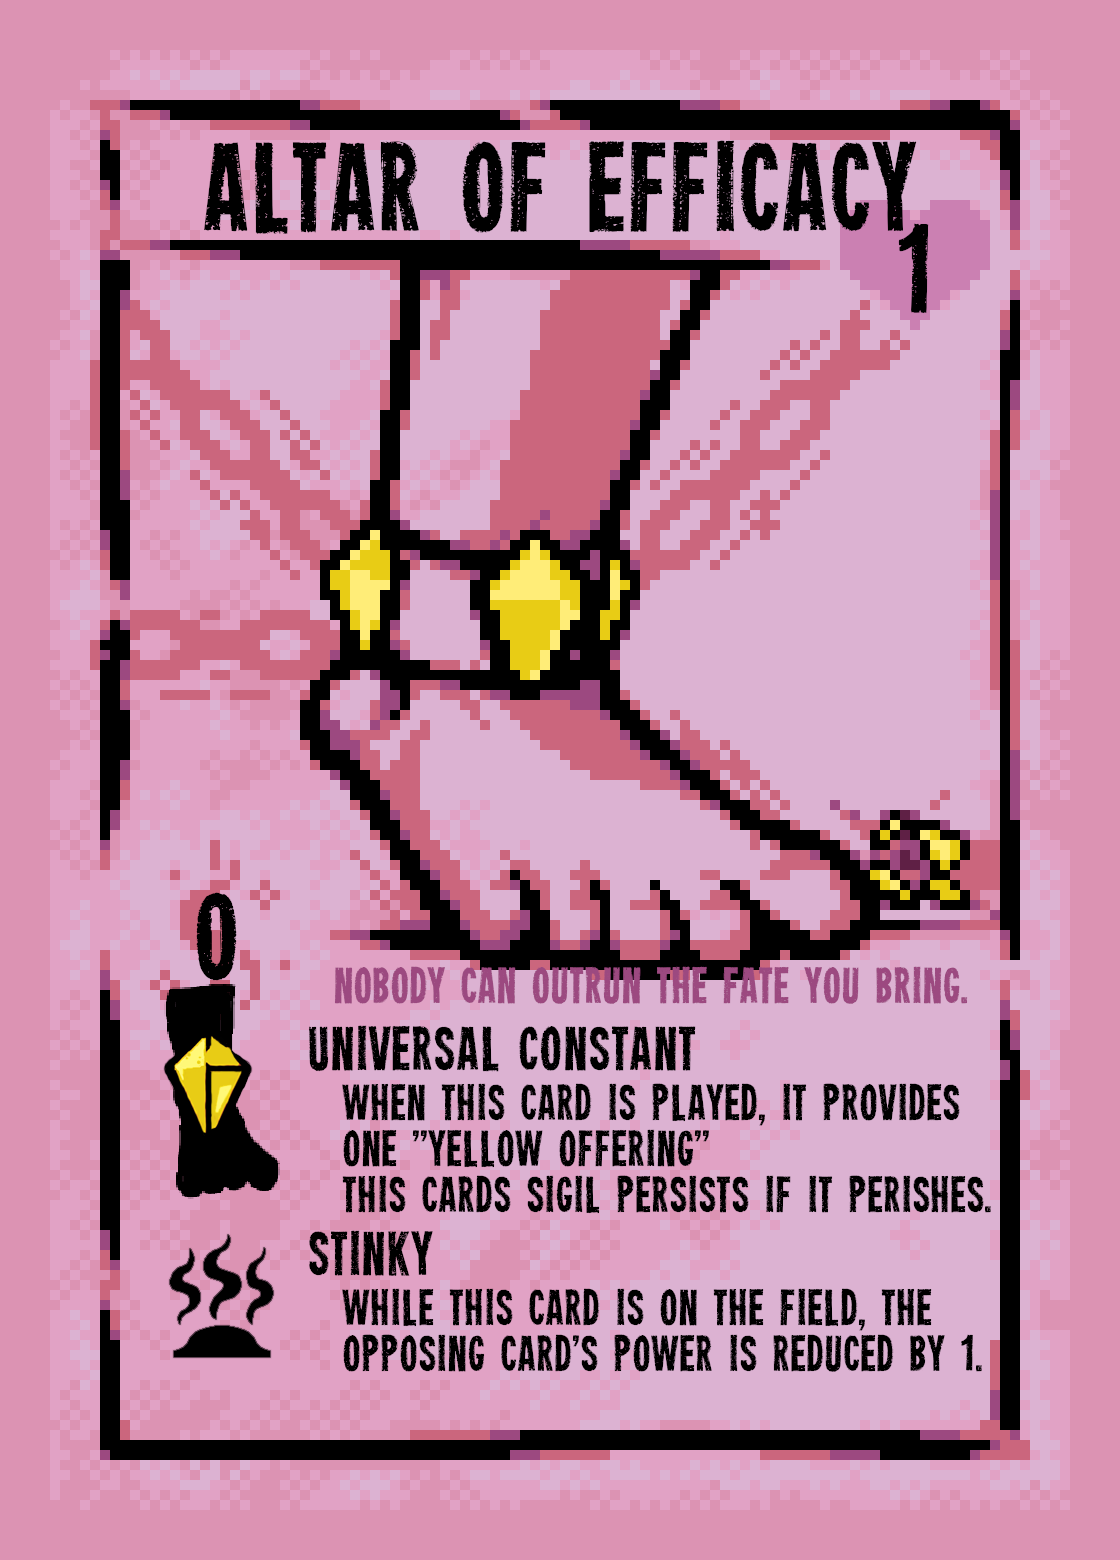 ALTAR OF EFFICACY
1
0
NOBODY CAN OUTRUN THE FATE YOU BRING.
UNIVERSAL CONSTANT
WHEN THIS CARD IS PLAYED, IT PROVIDES
ONE "YELLOW OFFERING"
THIS CARDS SIGIL PERSISTS IF IT PERISHES.
STINKY
WHILE THIS CARD IS ON THE FIELD, THE
OPPOSING CARD'S POWER IS REDUCED BY 1.